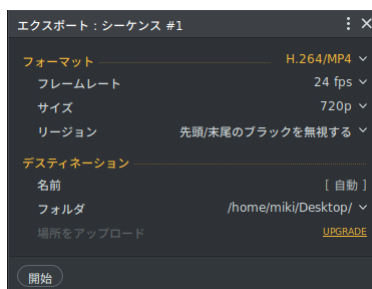 エクスポート : シーケンス #1
フォーマット H.264/MP4
フレームレート 24 fps
サイズ 720p
リージョン 先頭/末尾のブラックを無視する
デスティネーション
名前 [ 自動 ]
フォルダ /home/miki/Desktop/
場所をアップロード UPGRADE
開始